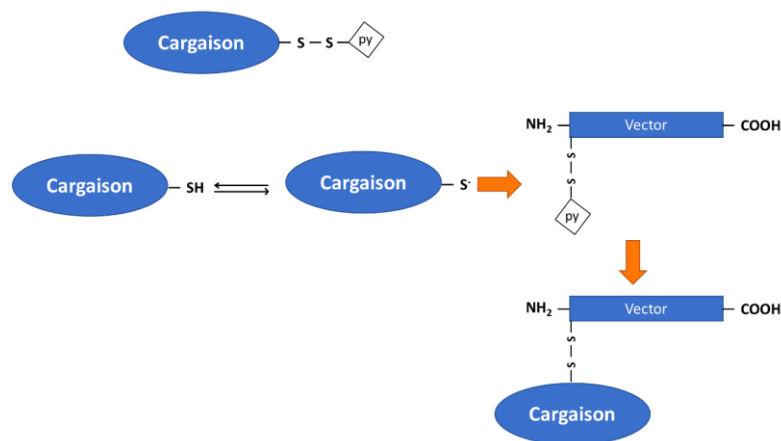 Cargaison – S – S – py
NH₂ – Vector – COOH
S
S
py
Cargaison – SH
Cargaison – S⁻
NH₂ – Vector – COOH
S
S
Cargaison